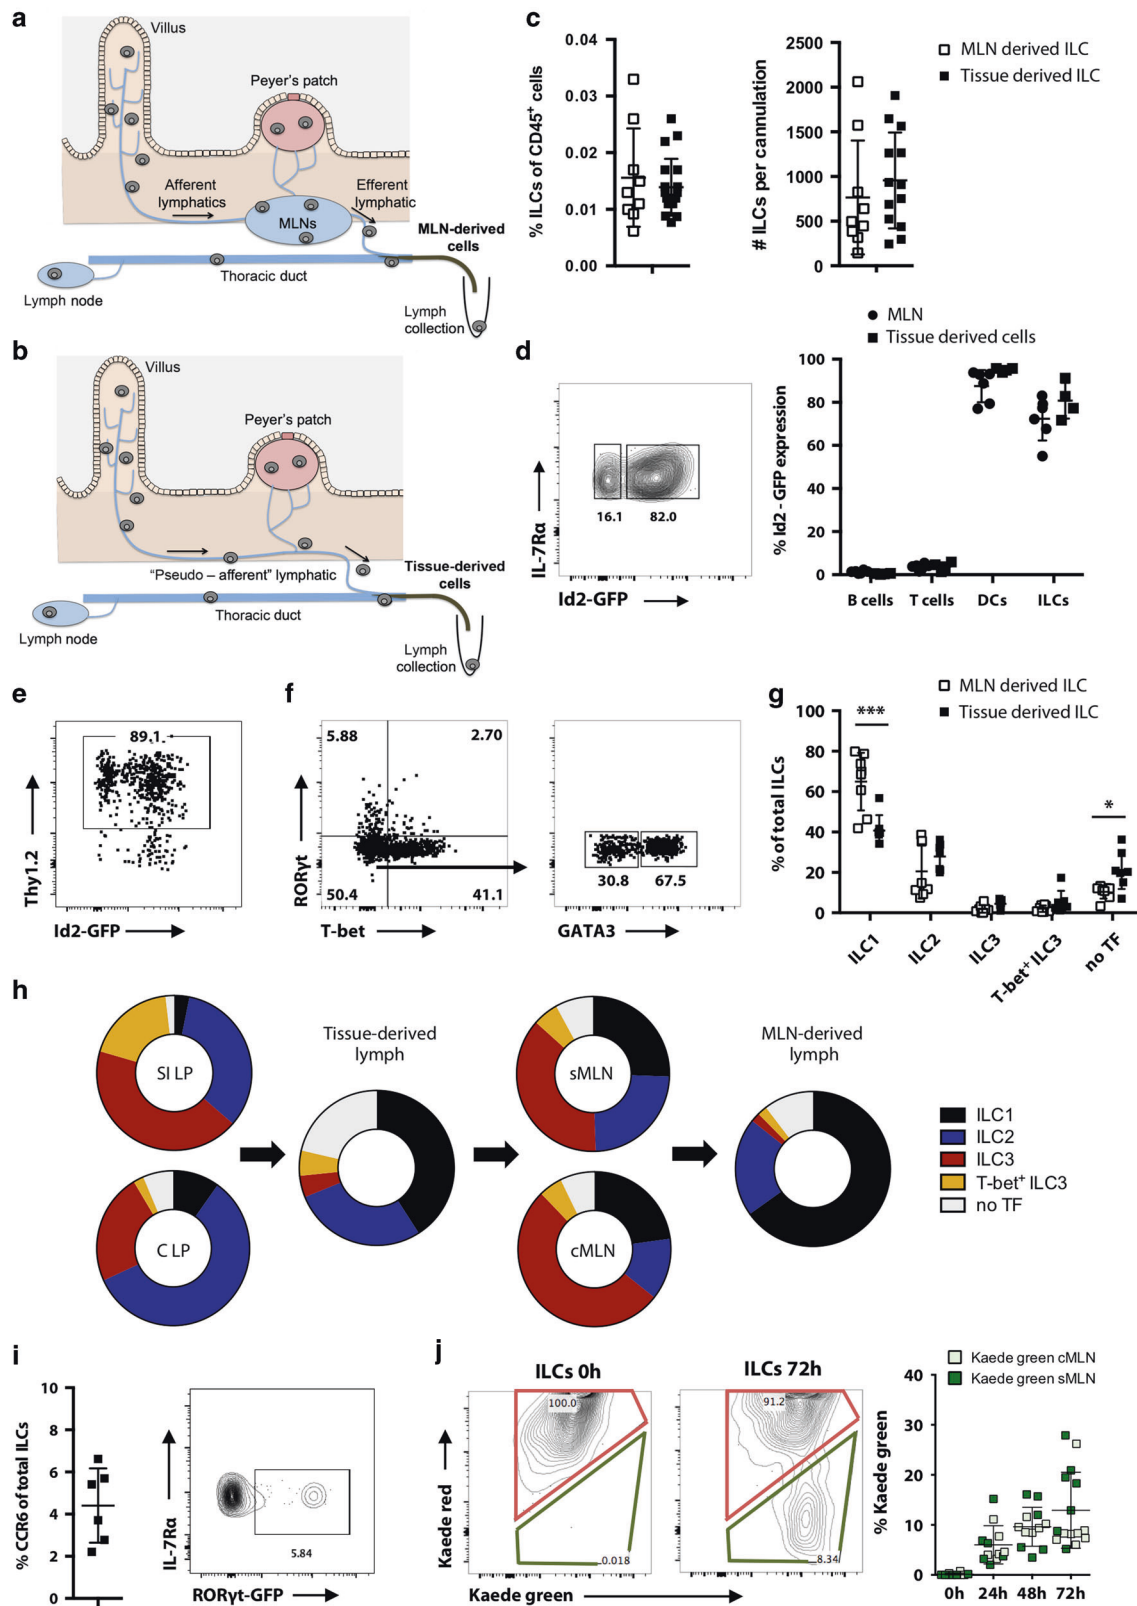 a
Villus
Peyer's patch
Afferent
lymphatics
Efferent
lymphatic
MLNs
MLN-derived
cells
Thoracic duct
Lymph node
Lymph
collection
b
Villus
Peyer's patch
"Pseudo – afferent" lymphatic
Tissue-derived
cells
Thoracic duct
Lymph node
Lymph
collection
c
% ILCs of CD45+ cells
0.04
0.03
0.02
0.01
0.00
# ILCs per cannulation
2500
2000
1500
1000
500
0
MLN derived ILC
Tissue derived ILC
d
IL-7Rα
16.1
82.0
Id2-GFP
MLN
Tissue derived cells
% Id2 - GFP expression
100
80
60
40
20
0
B cells
T cells
DCs
ILCs
e
Thy1.2
89.1
Id2-GFP
f
RORγt
5.88
2.70
50.4
41.1
T-bet
30.8
67.5
GATA3
g
MLN derived ILC
Tissue derived ILC
% of total ILCs
100
80
60
40
20
0
***
*
ILC1
ILC2
ILC3
T-bet+ ILC3
no TF
h
SI LP
C LP
Tissue-derived
lymph
sMLN
cMLN
MLN-derived
lymph
ILC1
ILC2
ILC3
T-bet+ ILC3
no TF
i
% CCR6 of total ILCs
10
8
6
4
2
0
IL-7Rα
5.84
RORγt-GFP
j
ILCs 0h
ILCs 72h
100.0
91.2
0.018
8.34
Kaede red
Kaede green
Kaede green cMLN
Kaede green sMLN
% Kaede green
40
30
20
10
0
0h
24h
48h
72h